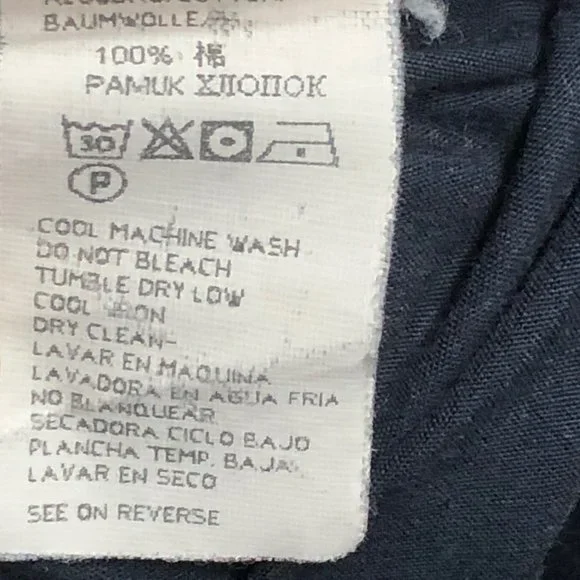 BAUMWOLLE
100% 棉
PAMUK ХЛОПОК
30
P
COOL MACHINE WASH
DO NOT BLEACH
TUMBLE DRY LOW
COOL IRON
DRY CLEAN-
LAVAR EN MAQUINA
LAVADORA EN AGUA FRIA
NO BLANQUEAR
SECADORA CICLO BAJO
PLANCHA TEMP. BAJA
LAVAR EN SECO
SEE ON REVERSE